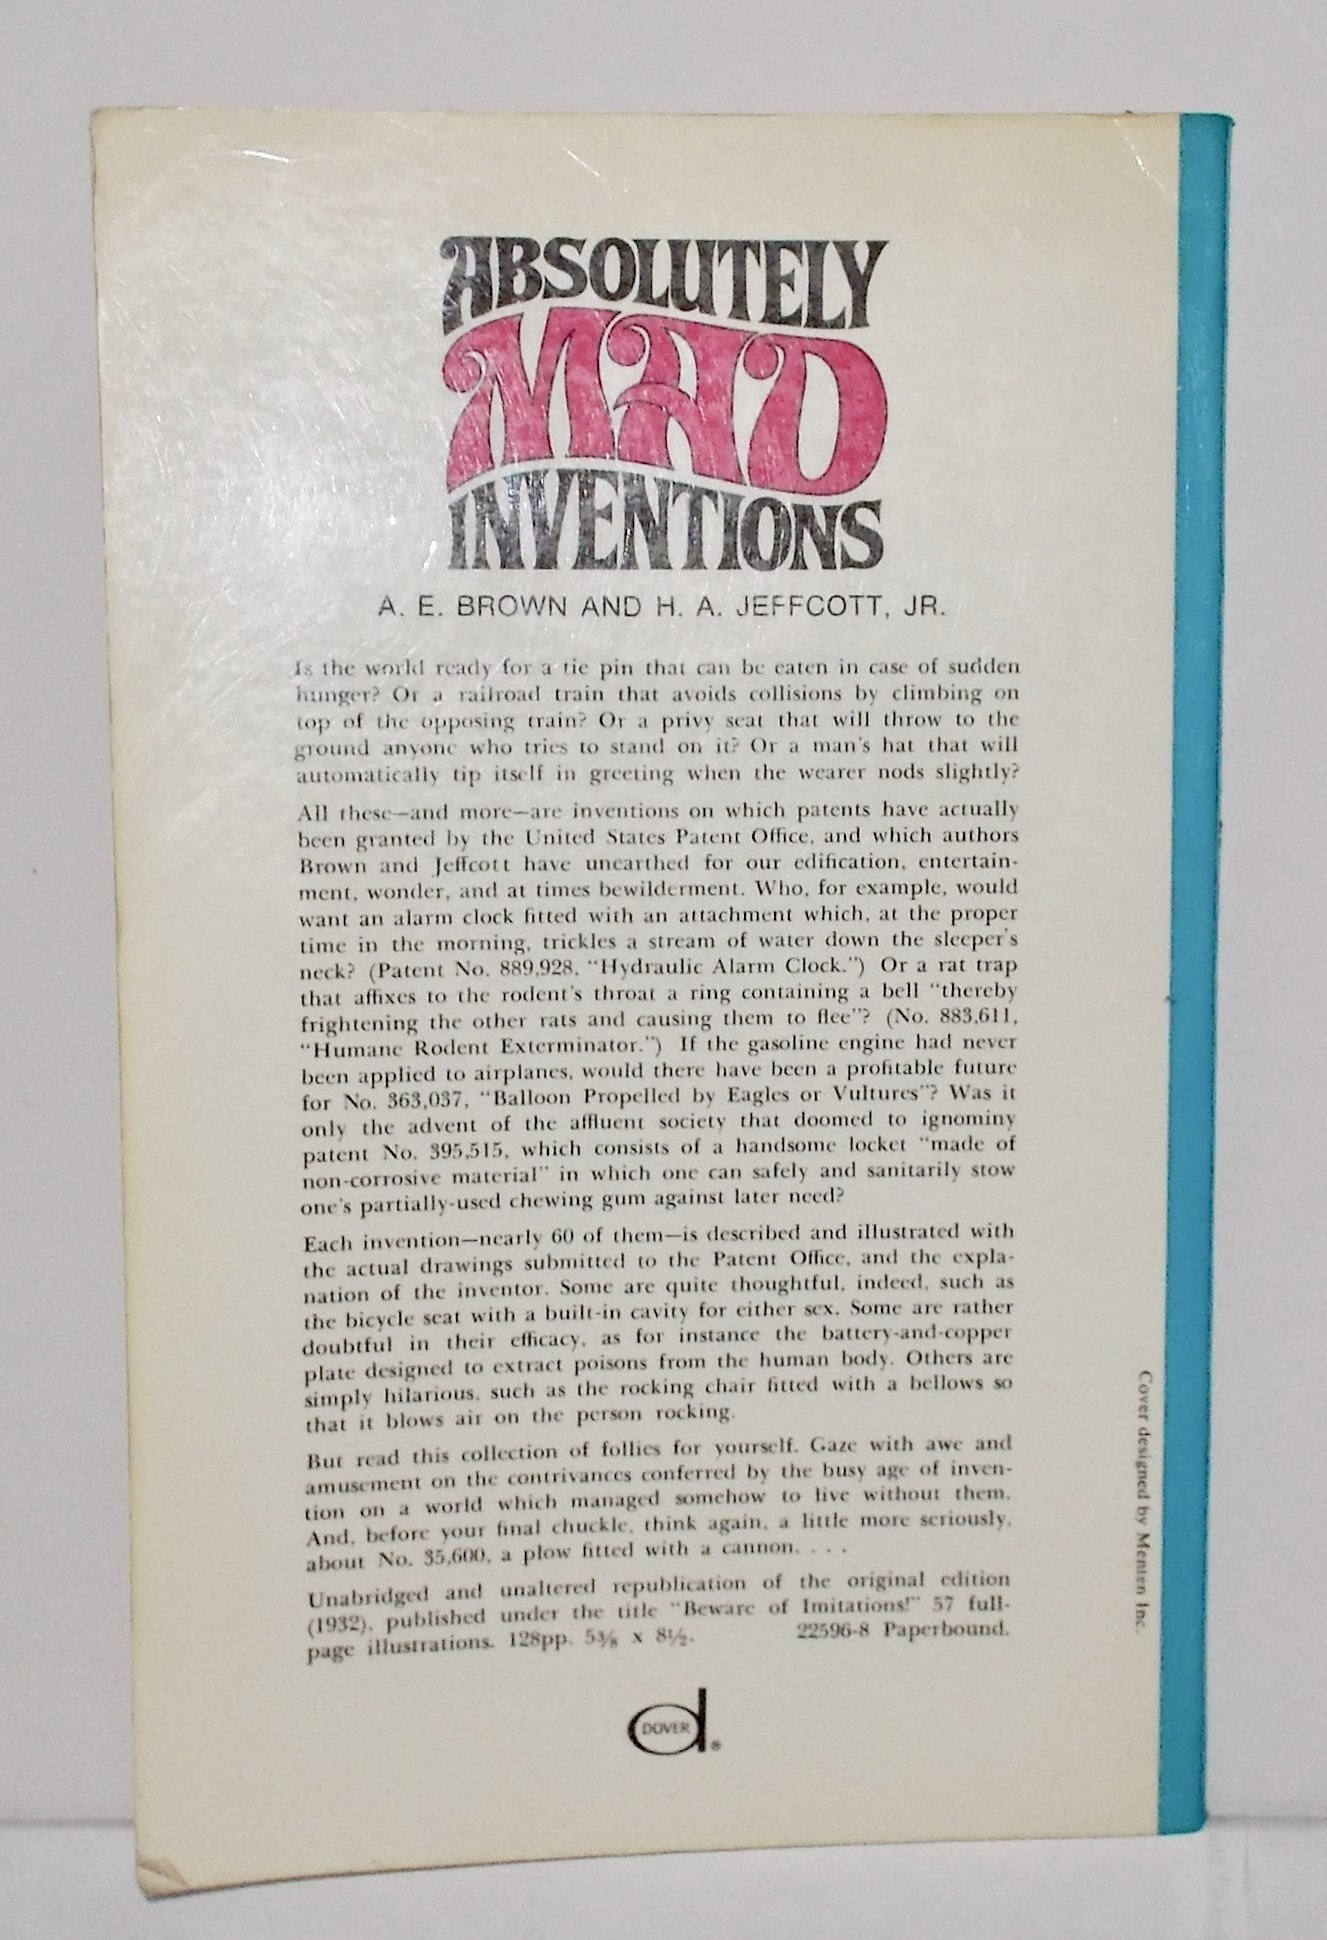 ABSOLUTELY
MAD
INVENTIONS
A. E. BROWN AND H. A. JEFFCOTT, JR.
Is the world ready for a tie pin that can be eaten in case of sudden
hunger? Or a railroad train that avoids collisions by climbing on
top of the opposing train? Or a privy seat that will throw to the
ground anyone who tries to stand on it? Or a man's hat that will
automatically tip itself in greeting when the wearer nods slightly?
All these—and more—are inventions on which patents have actually
been granted by the United States Patent Office, and which authors
Brown and Jeffcott have unearthed for our edification, entertain-
ment, wonder, and at times bewilderment. Who, for example, would
want an alarm clock fitted with an attachment which, at the proper
time in the morning, trickles a stream of water down the sleeper's
neck? (Patent No. 889,928, "Hydraulic Alarm Clock.") Or a rat trap
that affixes to the rodent's throat a ring containing a bell "thereby
frightening the other rats and causing them to flee"? (No. 883,611,
"Humane Rodent Exterminator.") If the gasoline engine had never
been applied to airplanes, would there have been a profitable future
for No. 363,037, "Balloon Propelled by Eagles or Vultures"? Was it
only the advent of the affluent society that doomed to ignominy
patent No. 395,515, which consists of a handsome locket "made of
non-corrosive material" in which one can safely and sanitarily stow
one's partially-used chewing gum against later need?
Each invention—nearly 60 of them—is described and illustrated with
the actual drawings submitted to the Patent Office, and the expla-
nation of the inventor. Some are quite thoughtful, indeed, such as
the bicycle seat with a built-in cavity for either sex. Some are rather
doubtful in their efficacy, as for instance the battery-and-copper
plate designed to extract poisons from the human body. Others are
simply hilarious, such as the rocking chair fitted with a bellows so
that it blows air on the person rocking.
But read this collection of follies for yourself. Gaze with awe and
amusement on the contrivances conferred by the busy age of inven-
tion on a world which managed somehow to live without them.
And, before your final chuckle, think again, a little more seriously,
about No. 35,600, a plow fitted with a cannon. . . .
Unabridged and unaltered republication of the original edition
(1932), published under the title "Beware of Imitations!" 57 full-
page illustrations. 128pp. 5⅜ x 8½. 22596-8 Paperbound.
DOVER ®
Cover designed by Menten Inc.